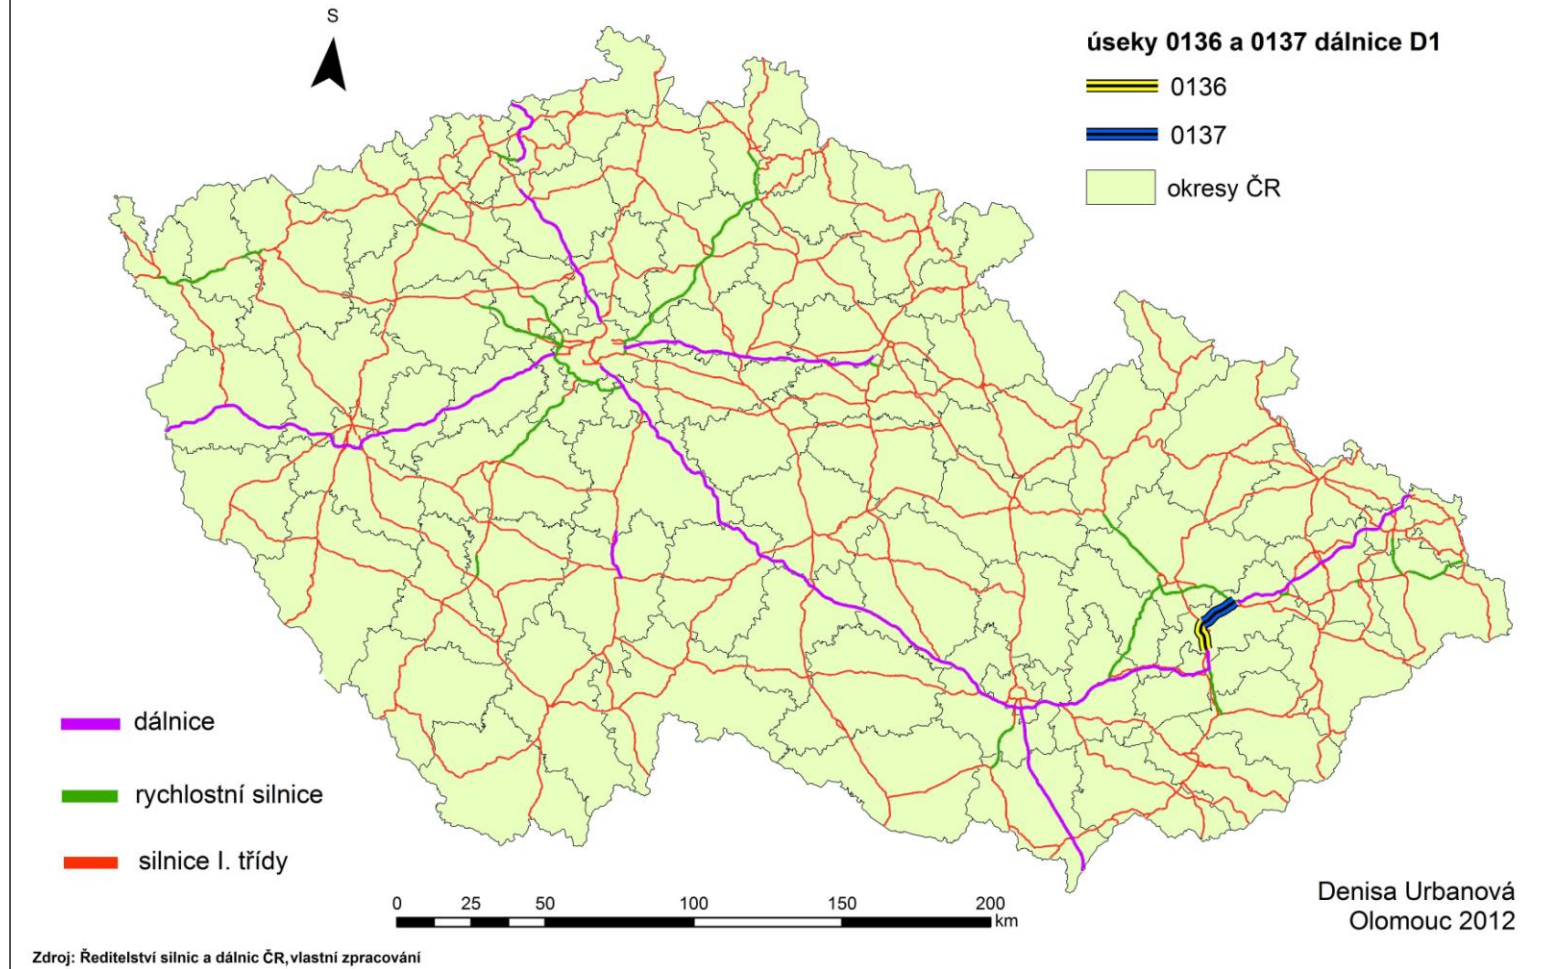 S
úseky 0136 a 0137 dálnice D1
0136
0137
okresy ČR
dálnice
rychlostní silnice
silnice I. třídy
0 25 50 100 150 200
km
Denisa Urbanová
Olomouc 2012
Zdroj: Ředitelství silnic a dálnic ČR, vlastní zpracování